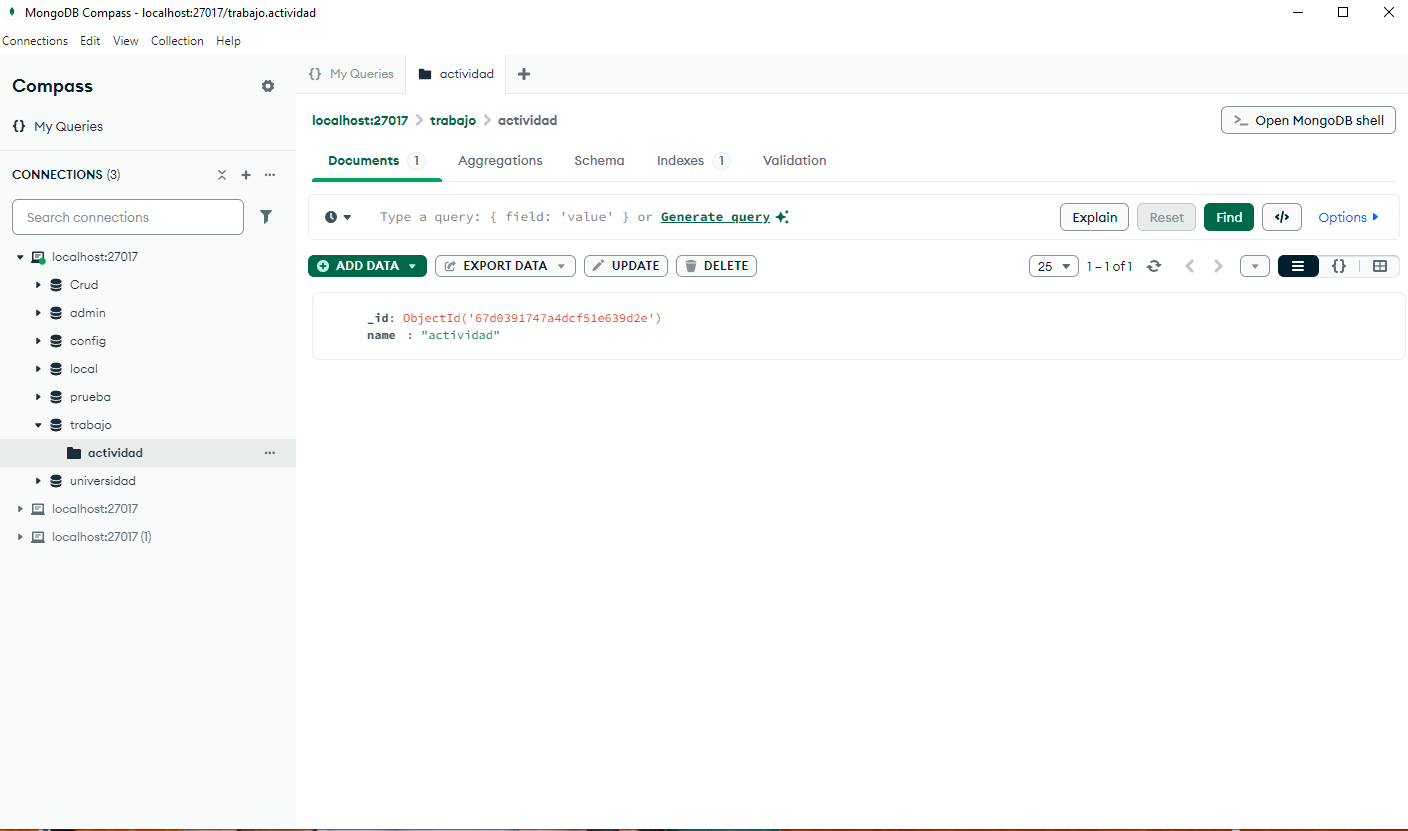 MongoDB Compass - localhost:27017/trabajo.actividad
Connections Edit View Collection Help
Compass
{} My Queries
CONNECTIONS (3)
Search connections
localhost:27017
Crud
admin
config
local
prueba
trabajo
actividad
universidad
localhost:27017
localhost:27017 (1)
{} My Queries
actividad
localhost:27017 > trabajo > actividad
>_ Open MongoDB shell
Documents 1 Aggregations Schema Indexes 1 Validation
Type a query: { field: 'value' } or Generate query
Explain Reset Find </> Options
ADD DATA EXPORT DATA UPDATE DELETE
25 1 – 1 of 1 {}
_id: ObjectId('67d0391747a4dcf51e639d2e')
name : "actividad"